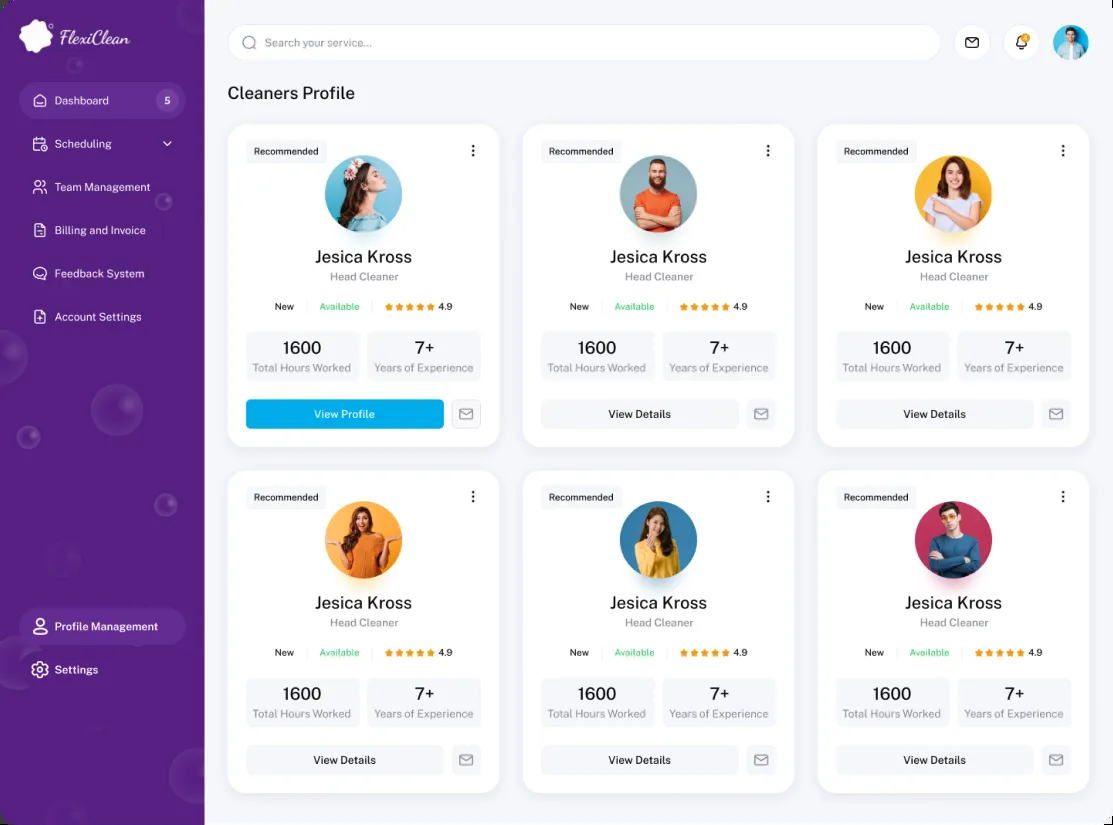 FlexiClean
Search your service...
4
Dashboard 5
Scheduling
Team Management
Billing and Invoice
Feedback System
Account Settings
Profile Management
Settings
Cleaners Profile
Recommended
Jesica Kross
Head Cleaner
New Available 4.9
1600 7+
Total Hours Worked Years of Experience
View Profile
Recommended
Jesica Kross
Head Cleaner
New Available 4.9
1600 7+
Total Hours Worked Years of Experience
View Details
Recommended
Jesica Kross
Head Cleaner
New Available 4.9
1600 7+
Total Hours Worked Years of Experience
View Details
Recommended
Jesica Kross
Head Cleaner
New Available 4.9
1600 7+
Total Hours Worked Years of Experience
View Details
Recommended
Jesica Kross
Head Cleaner
New Available 4.9
1600 7+
Total Hours Worked Years of Experience
View Details
Recommended
Jesica Kross
Head Cleaner
New Available 4.9
1600 7+
Total Hours Worked Years of Experience
View Details